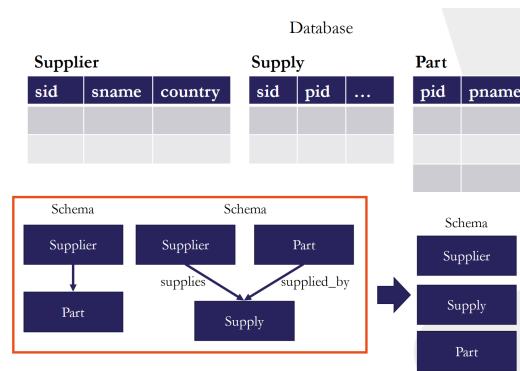 Database
Supplier
Supply
Part
sid sname country
sid pid …
pid pname
Schema
Schema
Supplier
Supplier
Part
supplies
supplied_by
Part
Supply
Schema
Supplier
Supply
Part